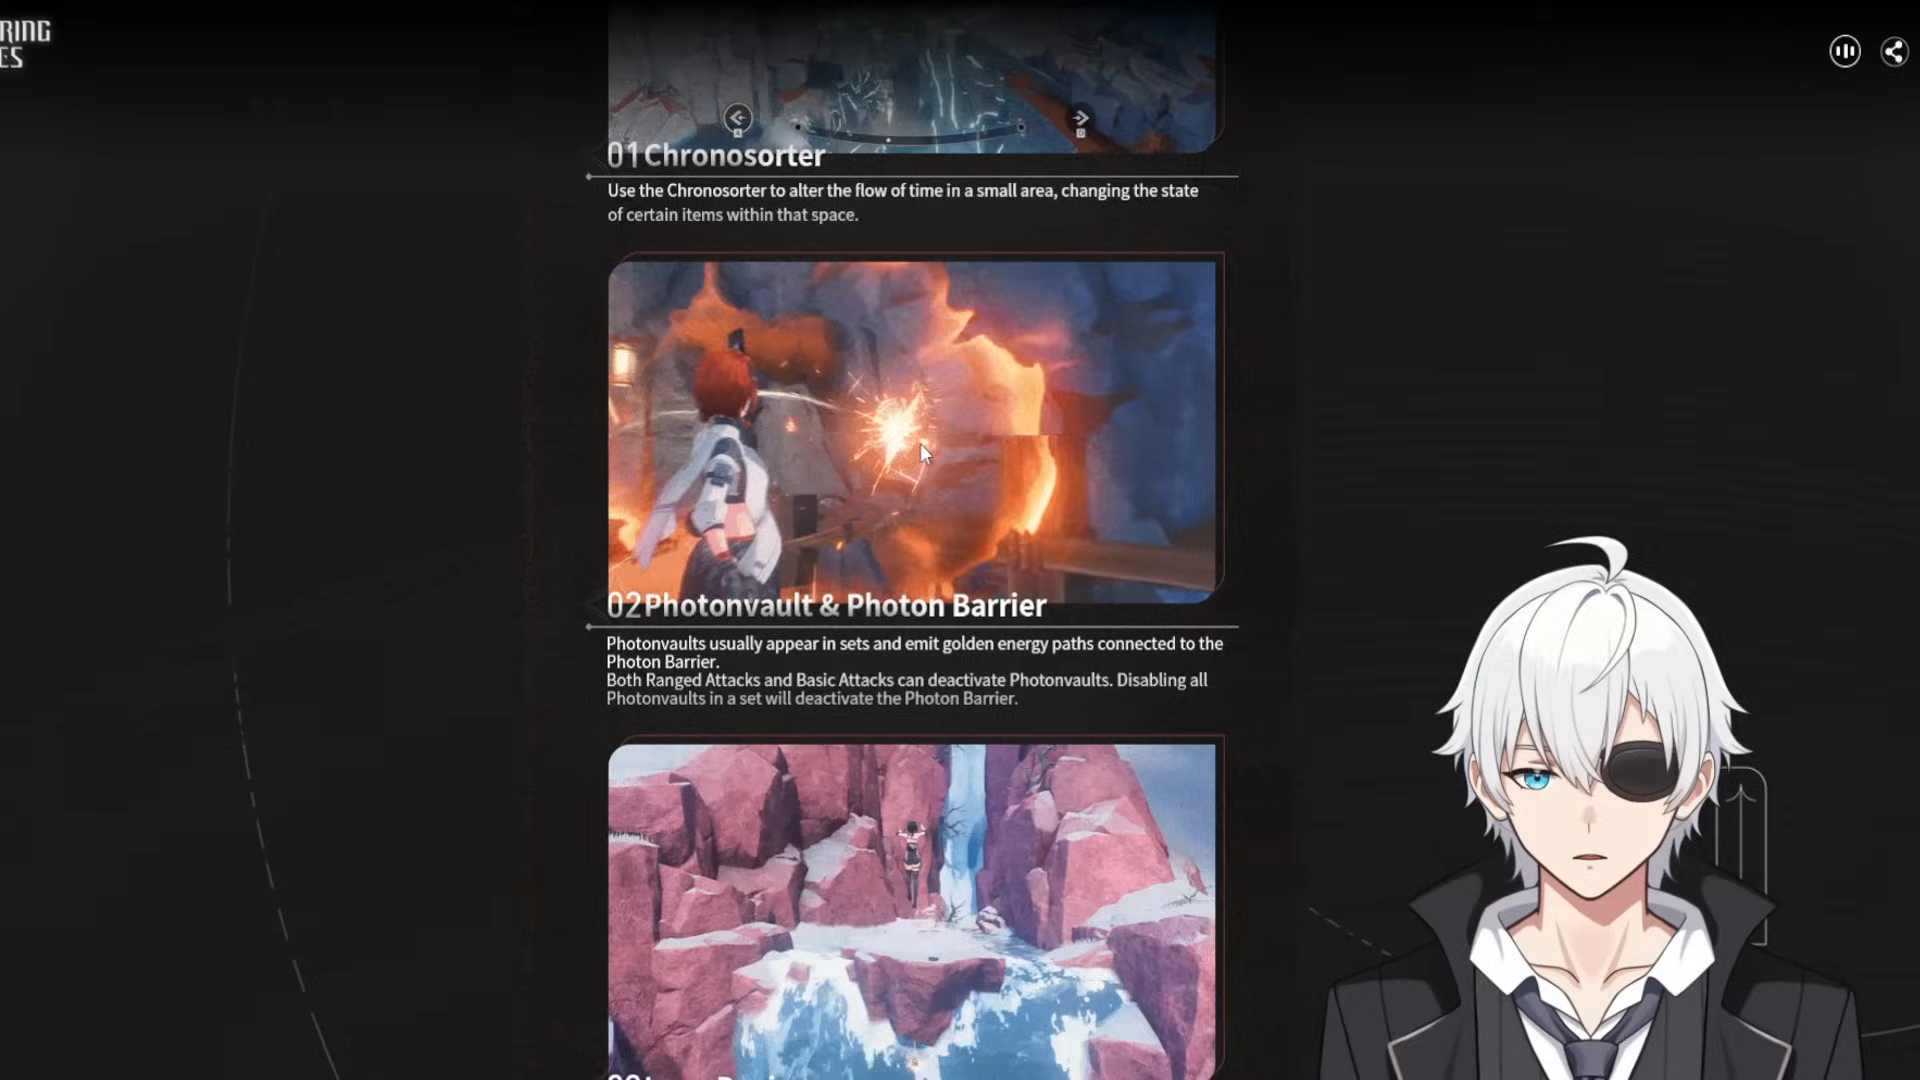 RING
ES
A
D
01 Chronosorter
Use the Chronosorter to alter the flow of time in a small area, changing the state
of certain items within that space.
02 Photonvault & Photon Barrier
Photonvaults usually appear in sets and emit golden energy paths connected to the
Photon Barrier.
Both Ranged Attacks and Basic Attacks can deactivate Photonvaults. Disabling all
Photonvaults in a set will deactivate the Photon Barrier.